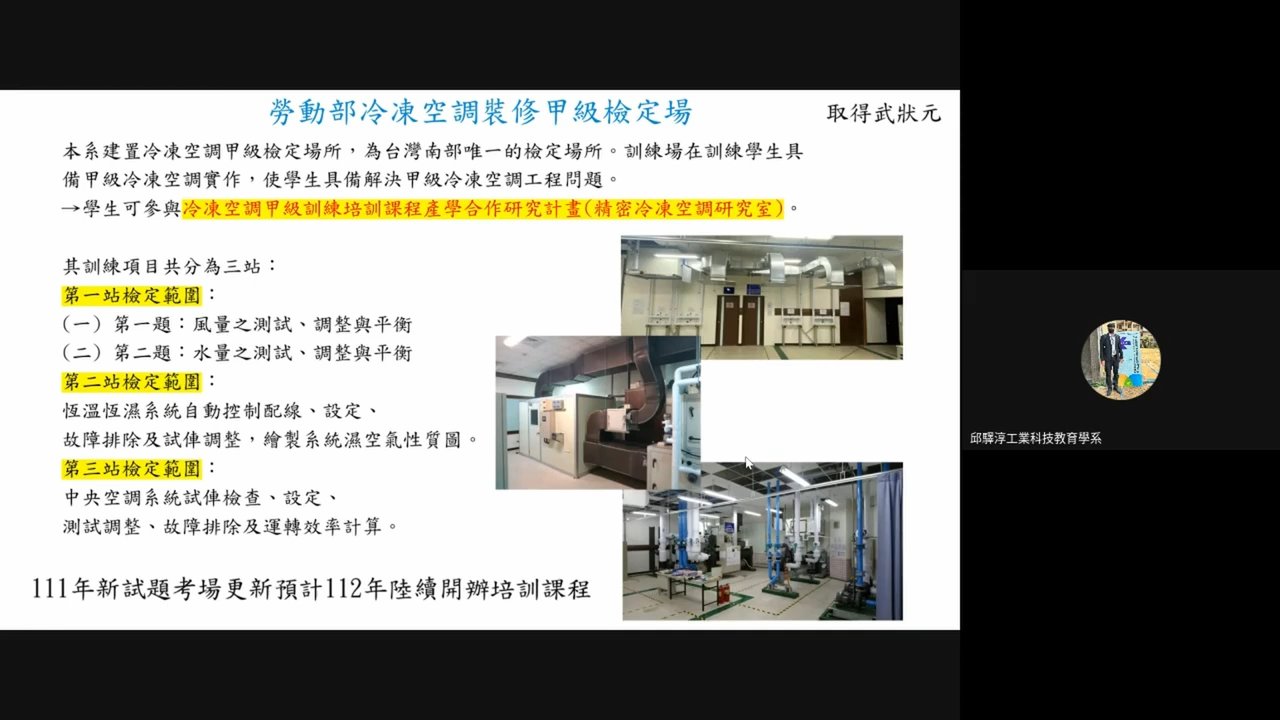 勞動部冷凍空調裝修甲級檢定場
取得武狀元
本系建置冷凍空調甲級檢定場所，為台灣南部唯一的檢定場所。訓練場在訓練學生具
備甲級冷凍空調實作，使學生具備解決甲級冷凍空調工程問題。
→學生可參與冷凍空調甲級訓練培訓課程產學合作研究計畫(精密冷凍空調研究室)。
其訓練項目共分為三站：
第一站檢定範圍：
(一) 第一題：風量之測試、調整與平衡
(二) 第二題：水量之測試、調整與平衡
第二站檢定範圍：
恆溫恆濕系統自動控制配線、設定、
故障排除及試俥調整，繪製系統濕空氣性質圖。
第三站檢定範圍：
中央空調系統試俥檢查、設定、
測試調整、故障排除及運轉效率計算。
111年新試題考場更新預計112年陸續開辦培訓課程
邱驛淳工業科技教育學系